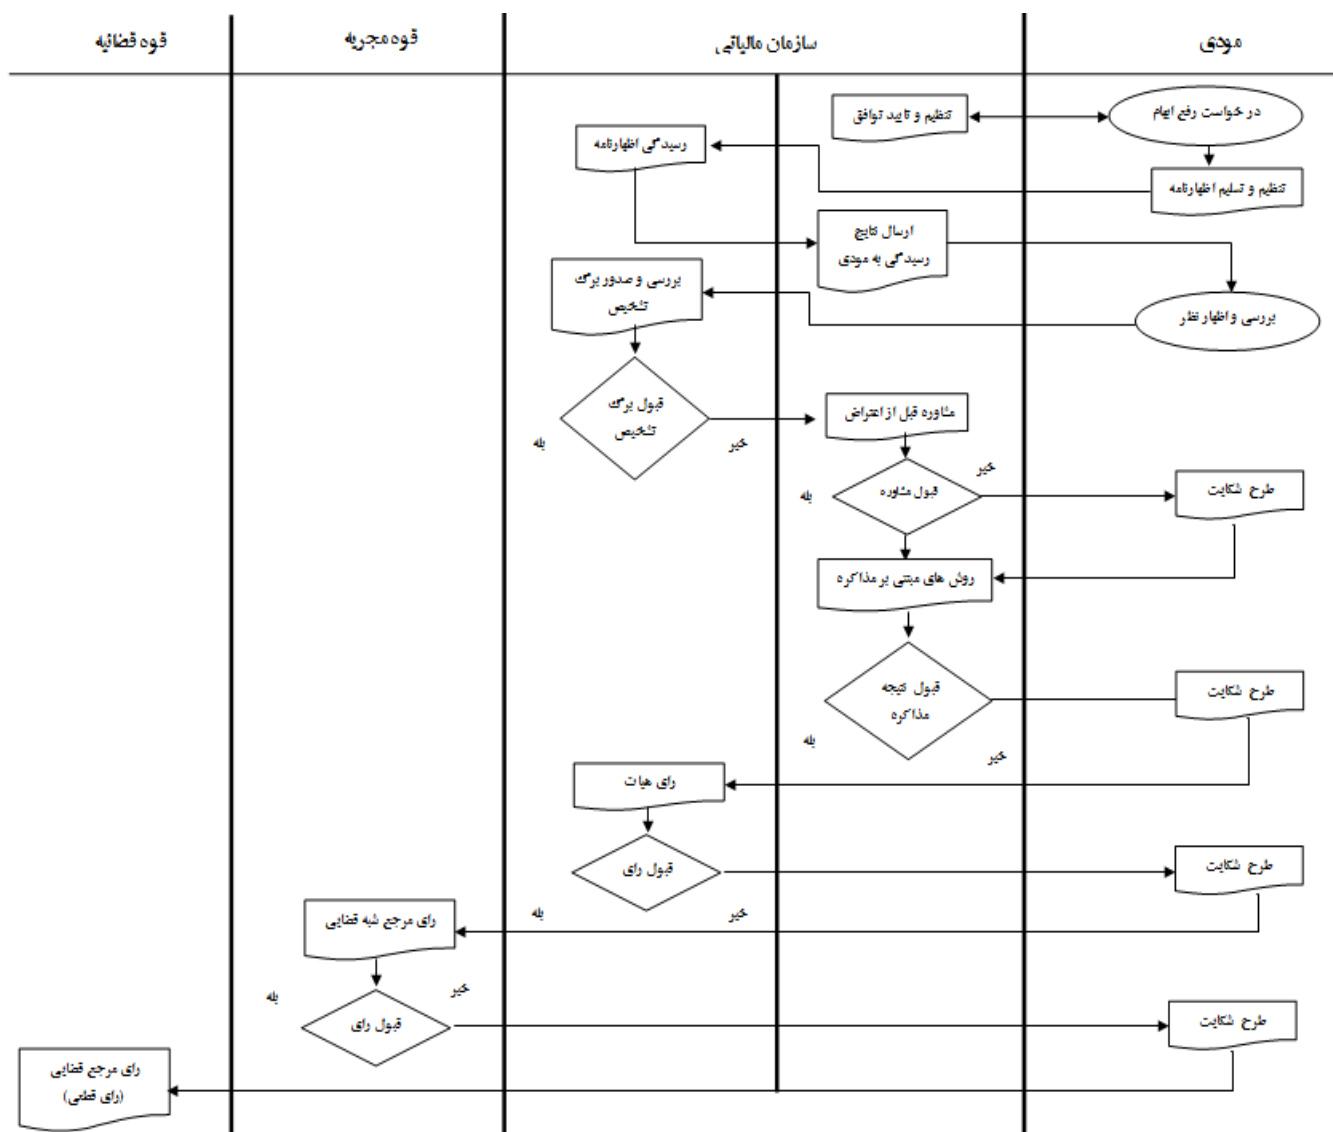 مودی
سازمان مالیاتی
قوه مجریه
قوه قضائیه
در خواست رفع ابهام
تنظیم و تایید توافق
رسیدگی اظهارنامه
تنظیم و تسلیم اظهارنامه
ارسال نتایج
رسیدگی به مودی
بررسی و صدور برگ
تشخیص
بررسی و اظهار نظر
قبول برگ
تشخیص
بله
خیر
مشاوره قبل از اعتراض
قبول مشاوره
خیر
بله
طرح شکایت
روش های مبتنی بر مذاکره
قبول نتیجه
مذاکره
بله
خیر
طرح شکایت
رای هیات
قبول رای
خیر
بله
طرح شکایت
رای مرجع شبه قضایی
قبول رای
خیر
بله
طرح شکایت
رای مرجع قضایی
(رای قطعی)